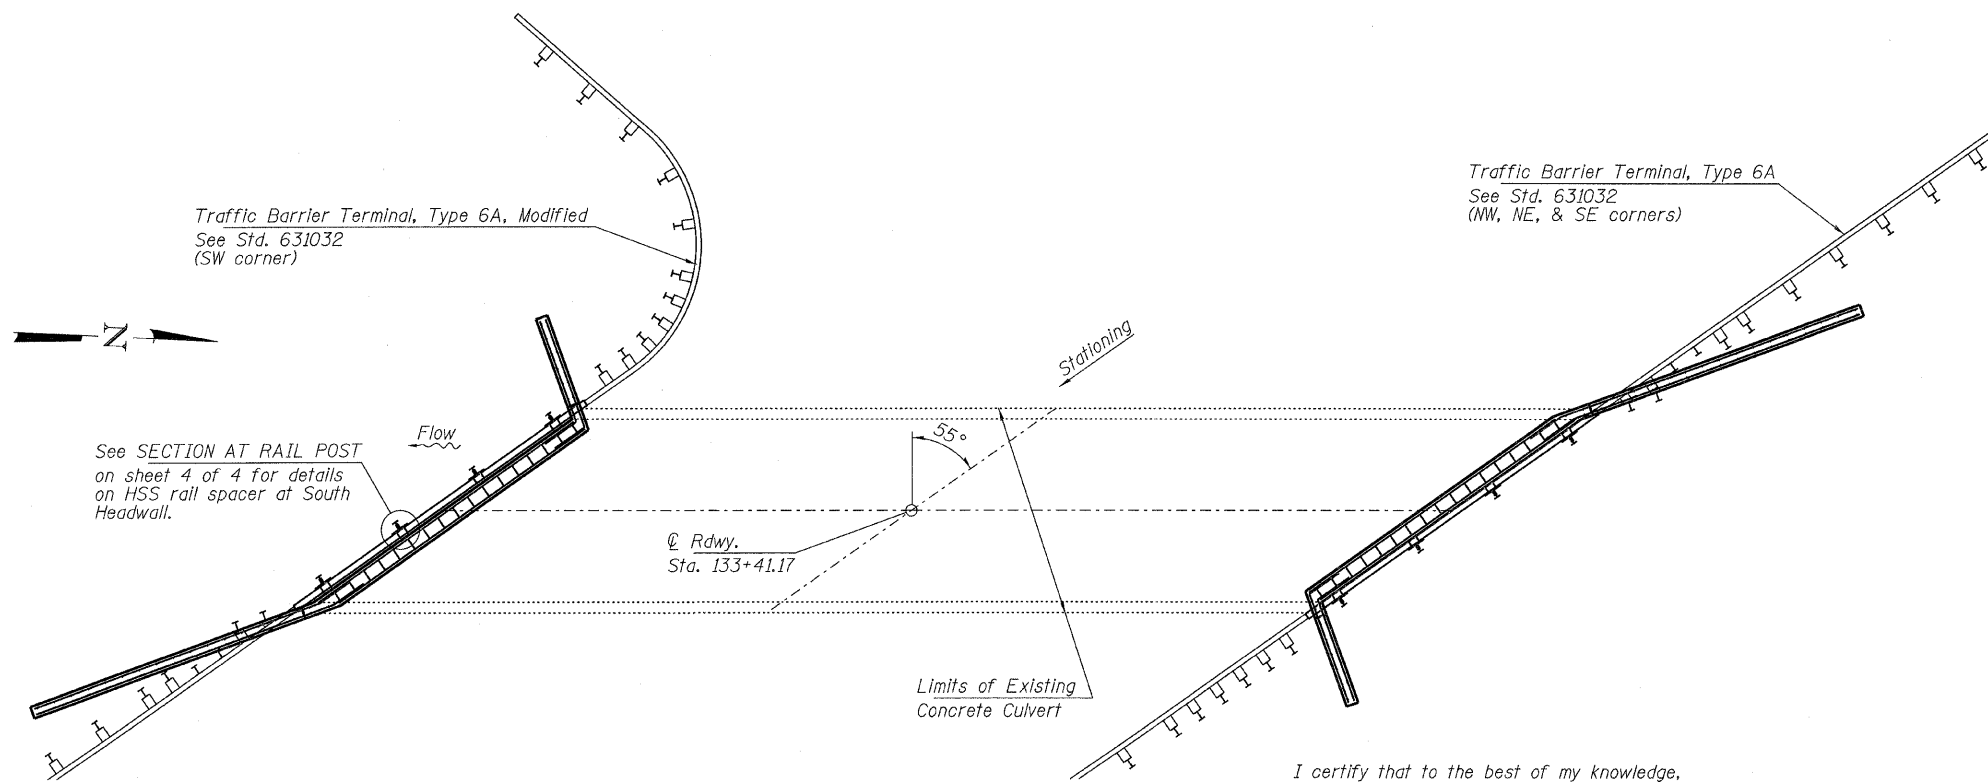 Traffic Barrier Terminal, Type 6A, Modified
See Std. 631032
(SW corner)
Traffic Barrier Terminal, Type 6A
See Std. 631032
(NW, NE, & SE corners)
N
Stationing
Flow
55°
See SECTION AT RAIL POST
on sheet 4 of 4 for details
on HSS rail spacer at South
Headwall.
℄ Rdwy.
Sta. 133+41.17
Limits of Existing
Concrete Culvert
I certify that to the best of my knowledge,